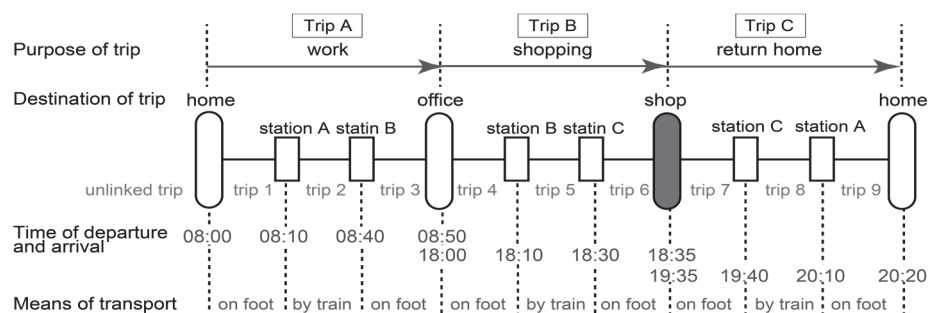 Trip A Trip B Trip C
Purpose of trip work shopping return home
Destination of trip home office shop home
station A statin B station B statin C station C station A
unlinked trip trip 1 trip 2 trip 3 trip 4 trip 5 trip 6 trip 7 trip 8 trip 9
Time of departure
and arrival
08:00 08:10 08:40 08:50
18:00 18:10 18:30 18:35
19:35 19:40 20:10 20:20
Means of transport on foot by train on foot on foot by train on foot on foot by train on foot